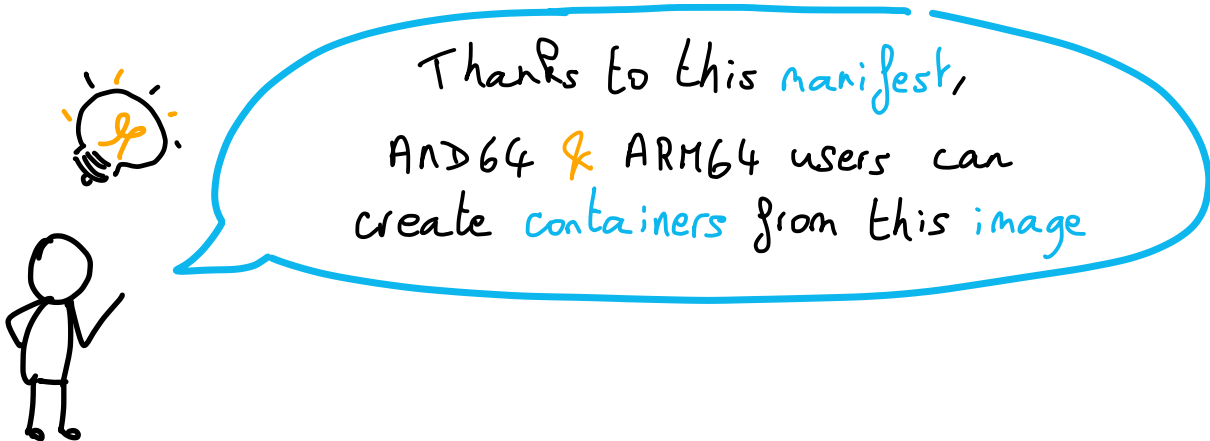 Thanks to this manifest,
AMD64 & ARM64 users can
create containers from this image